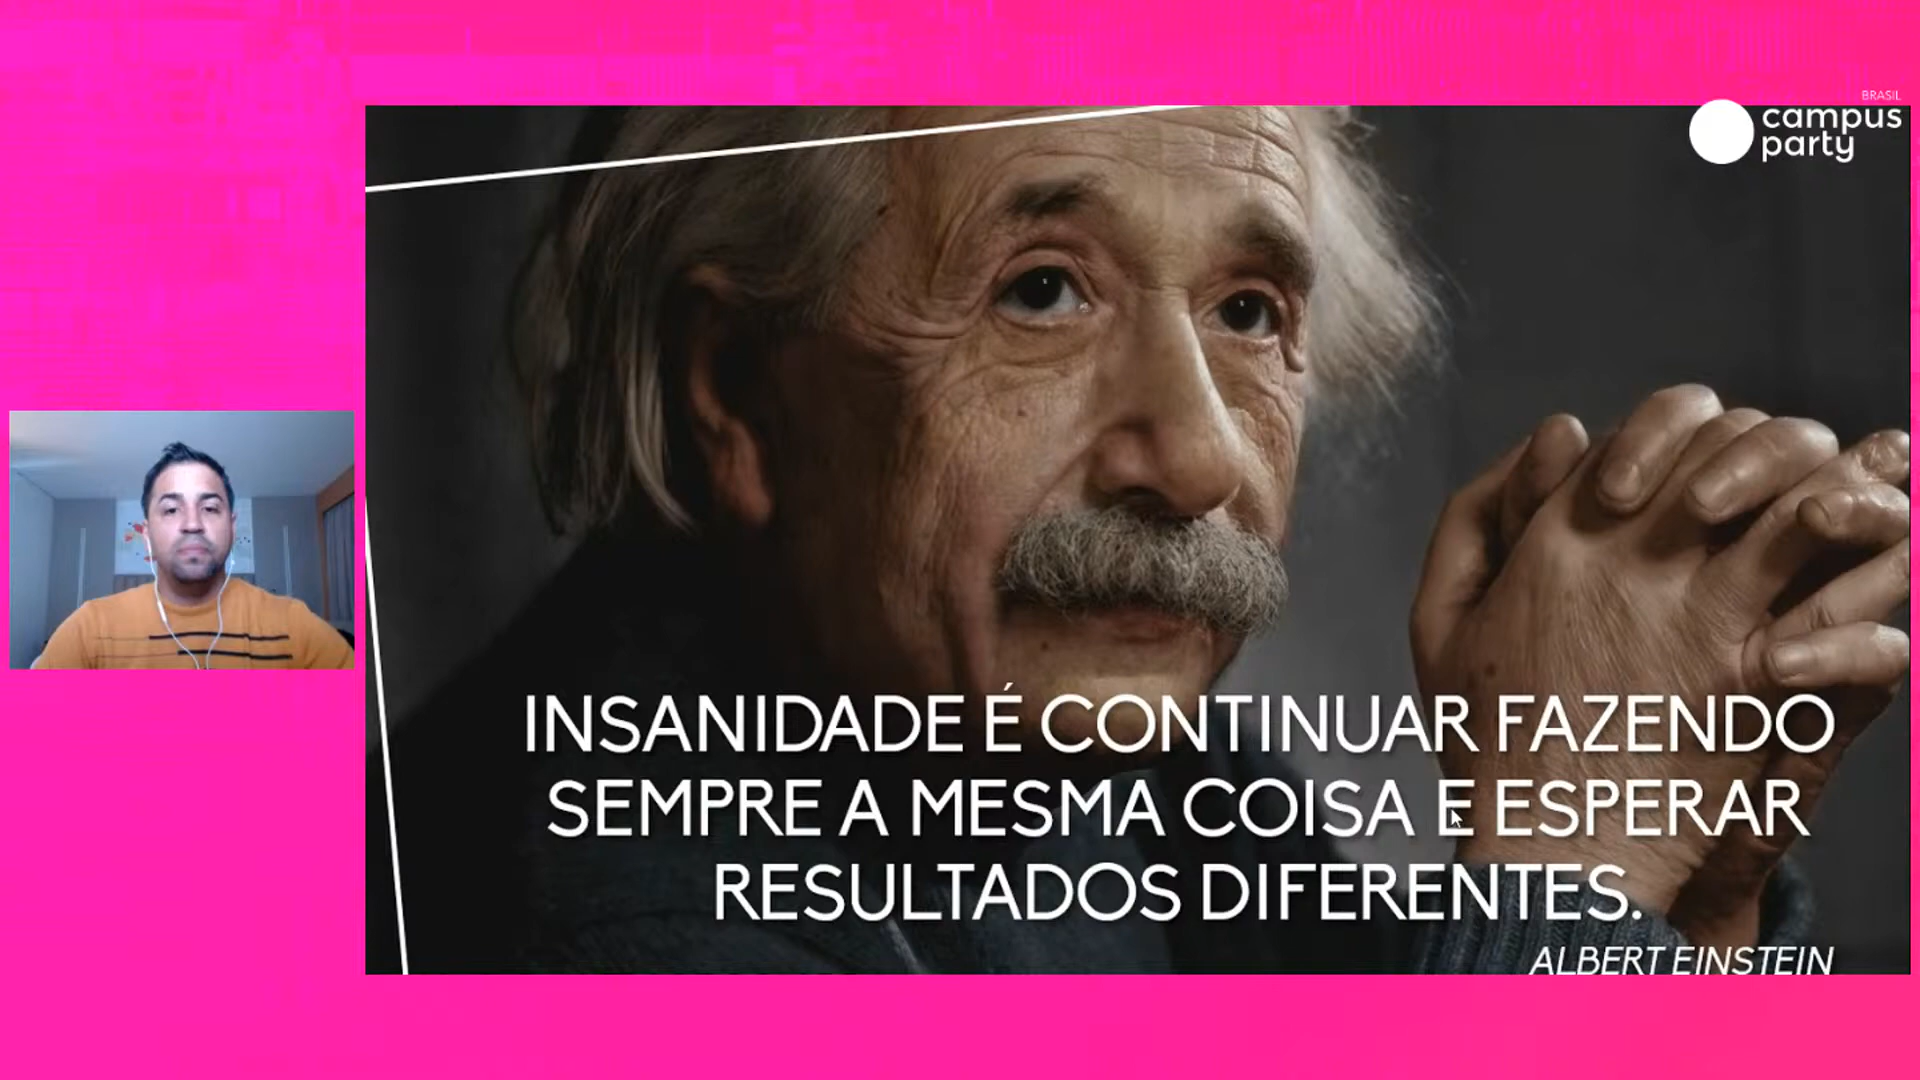 BRASIL
campus
party
INSANIDADE É CONTINUAR FAZENDO
SEMPRE A MESMA COISA E ESPERAR
RESULTADOS DIFERENTES.
ALBERT EINSTEIN